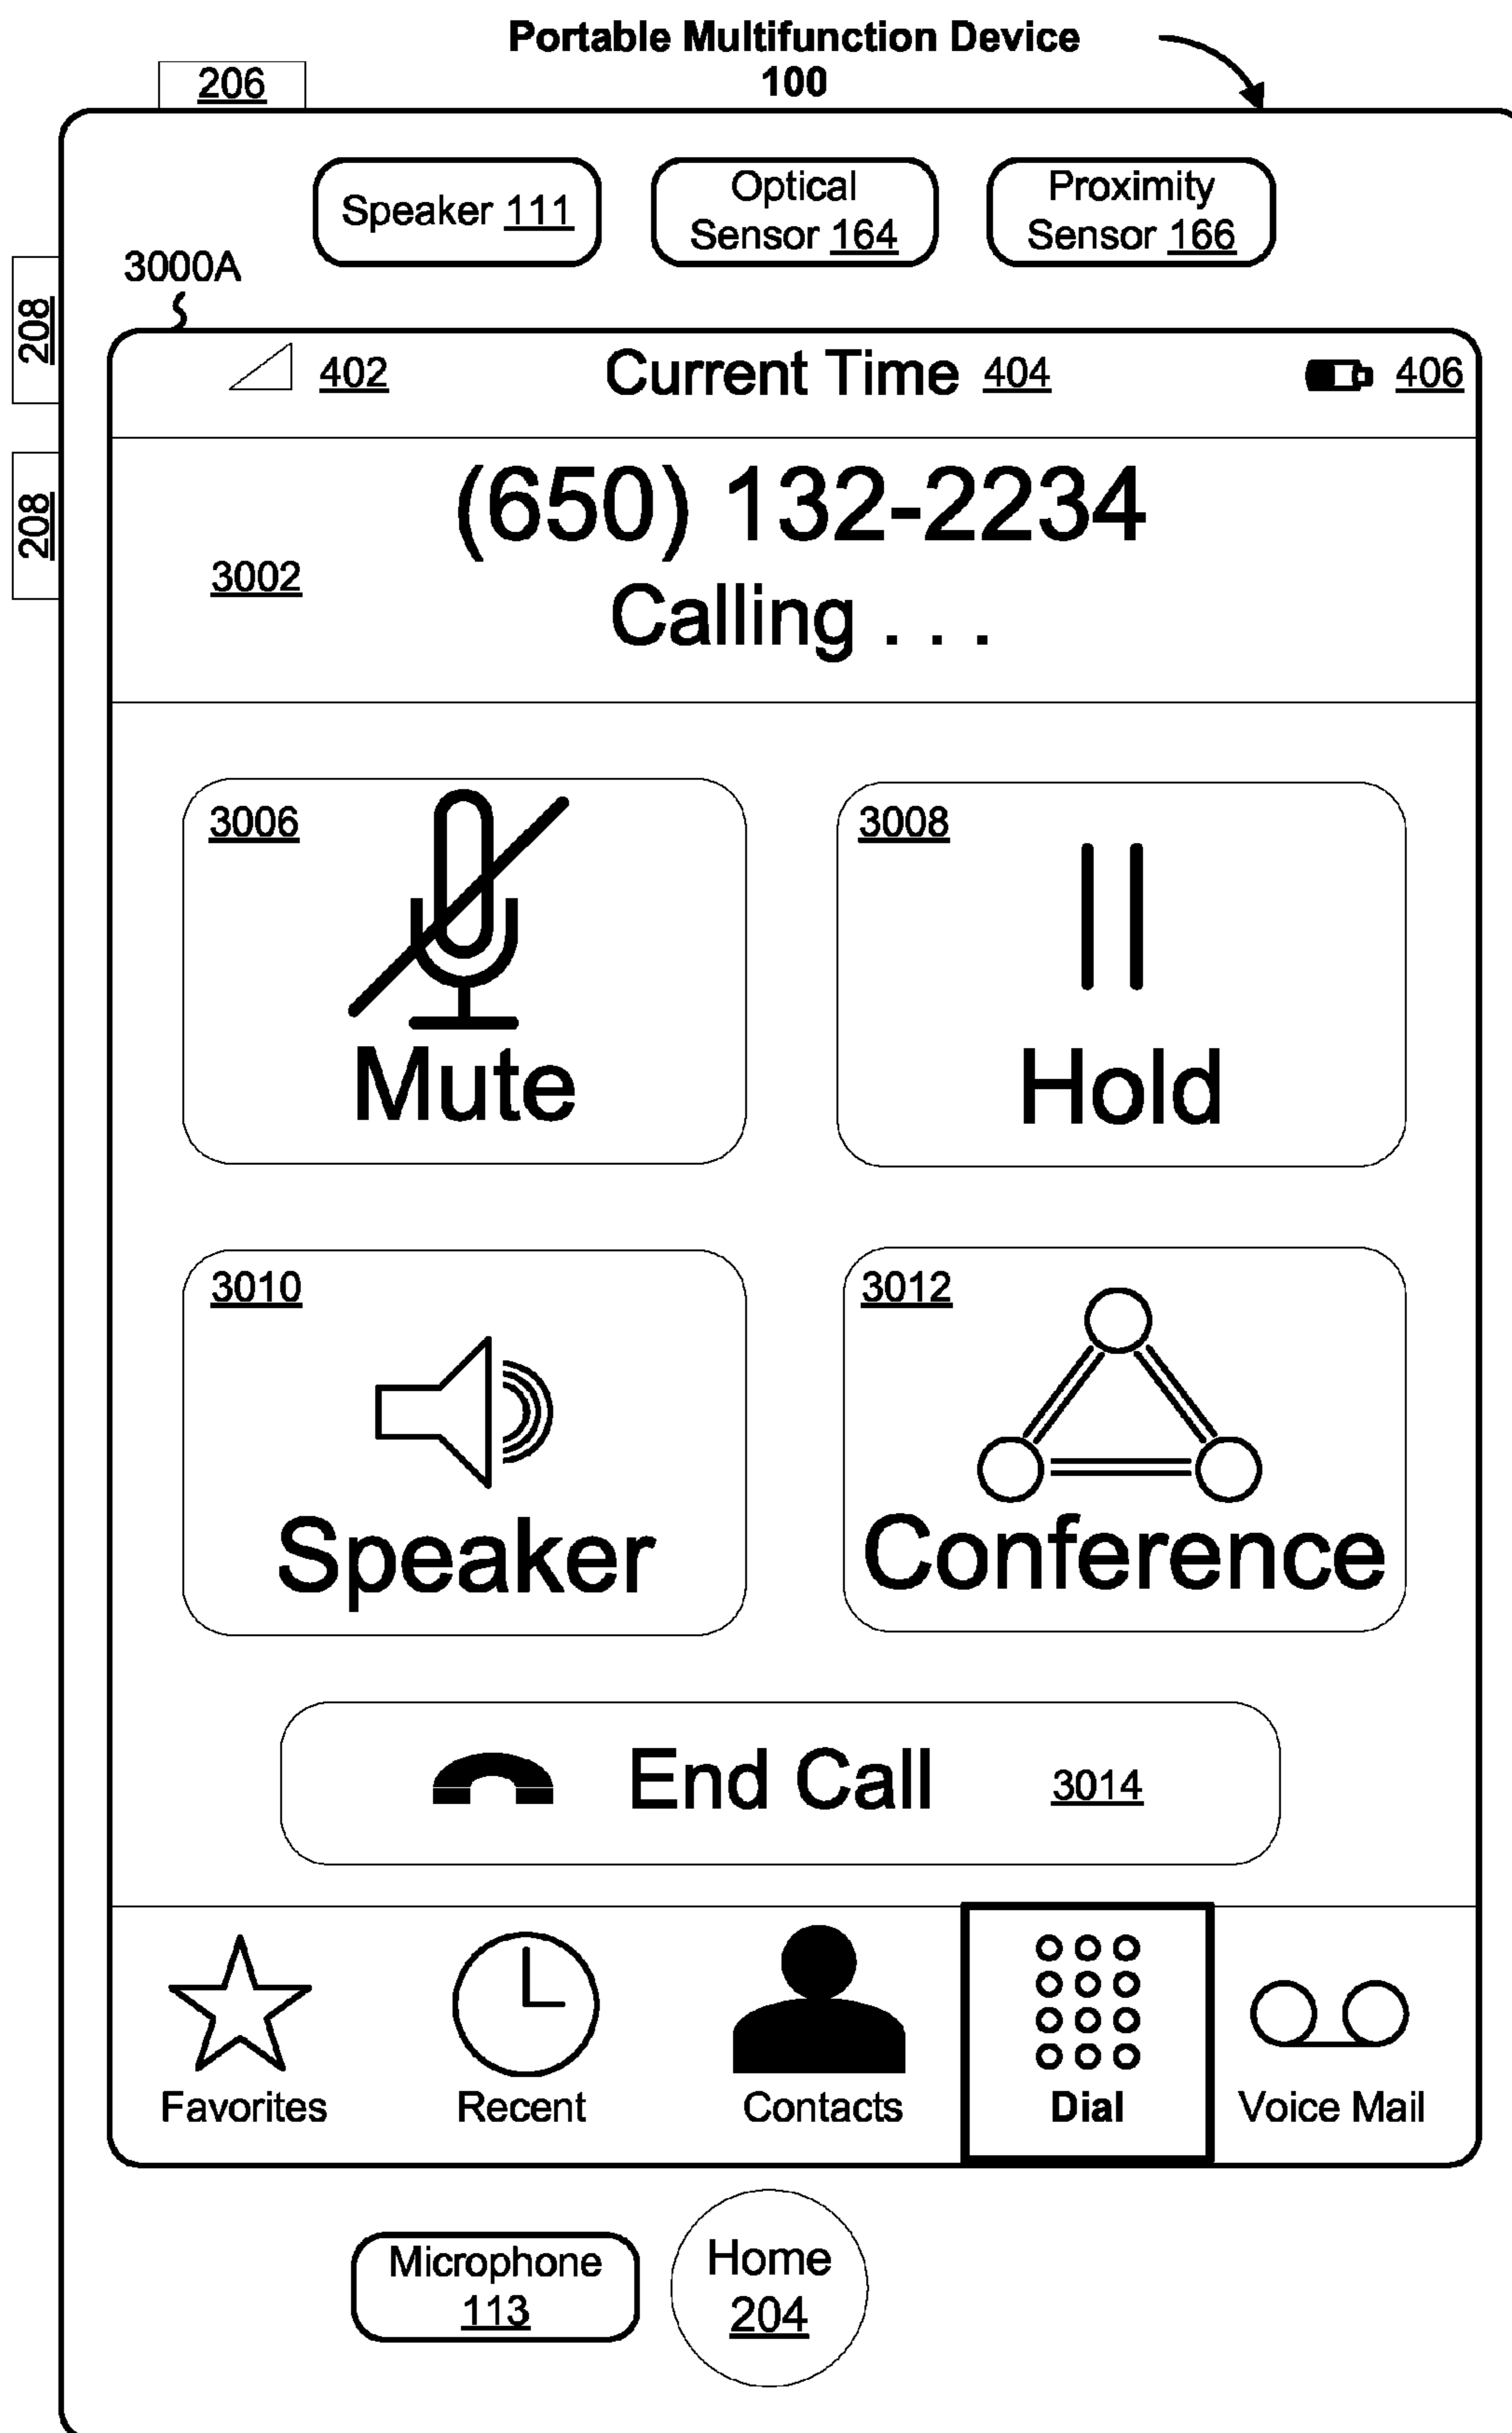 Portable Multifunction Device
100
206
Speaker 111
Optical
Sensor 164
Proximity
Sensor 166
3000A
208
208
402
Current Time 404
406
(650) 132-2234
3002
Calling . . .
3006
Mute
3008
Hold
3010
Speaker
3012
Conference
End Call 3014
Favorites
Recent
Contacts
Dial
Voice Mail
Microphone
113
Home
204